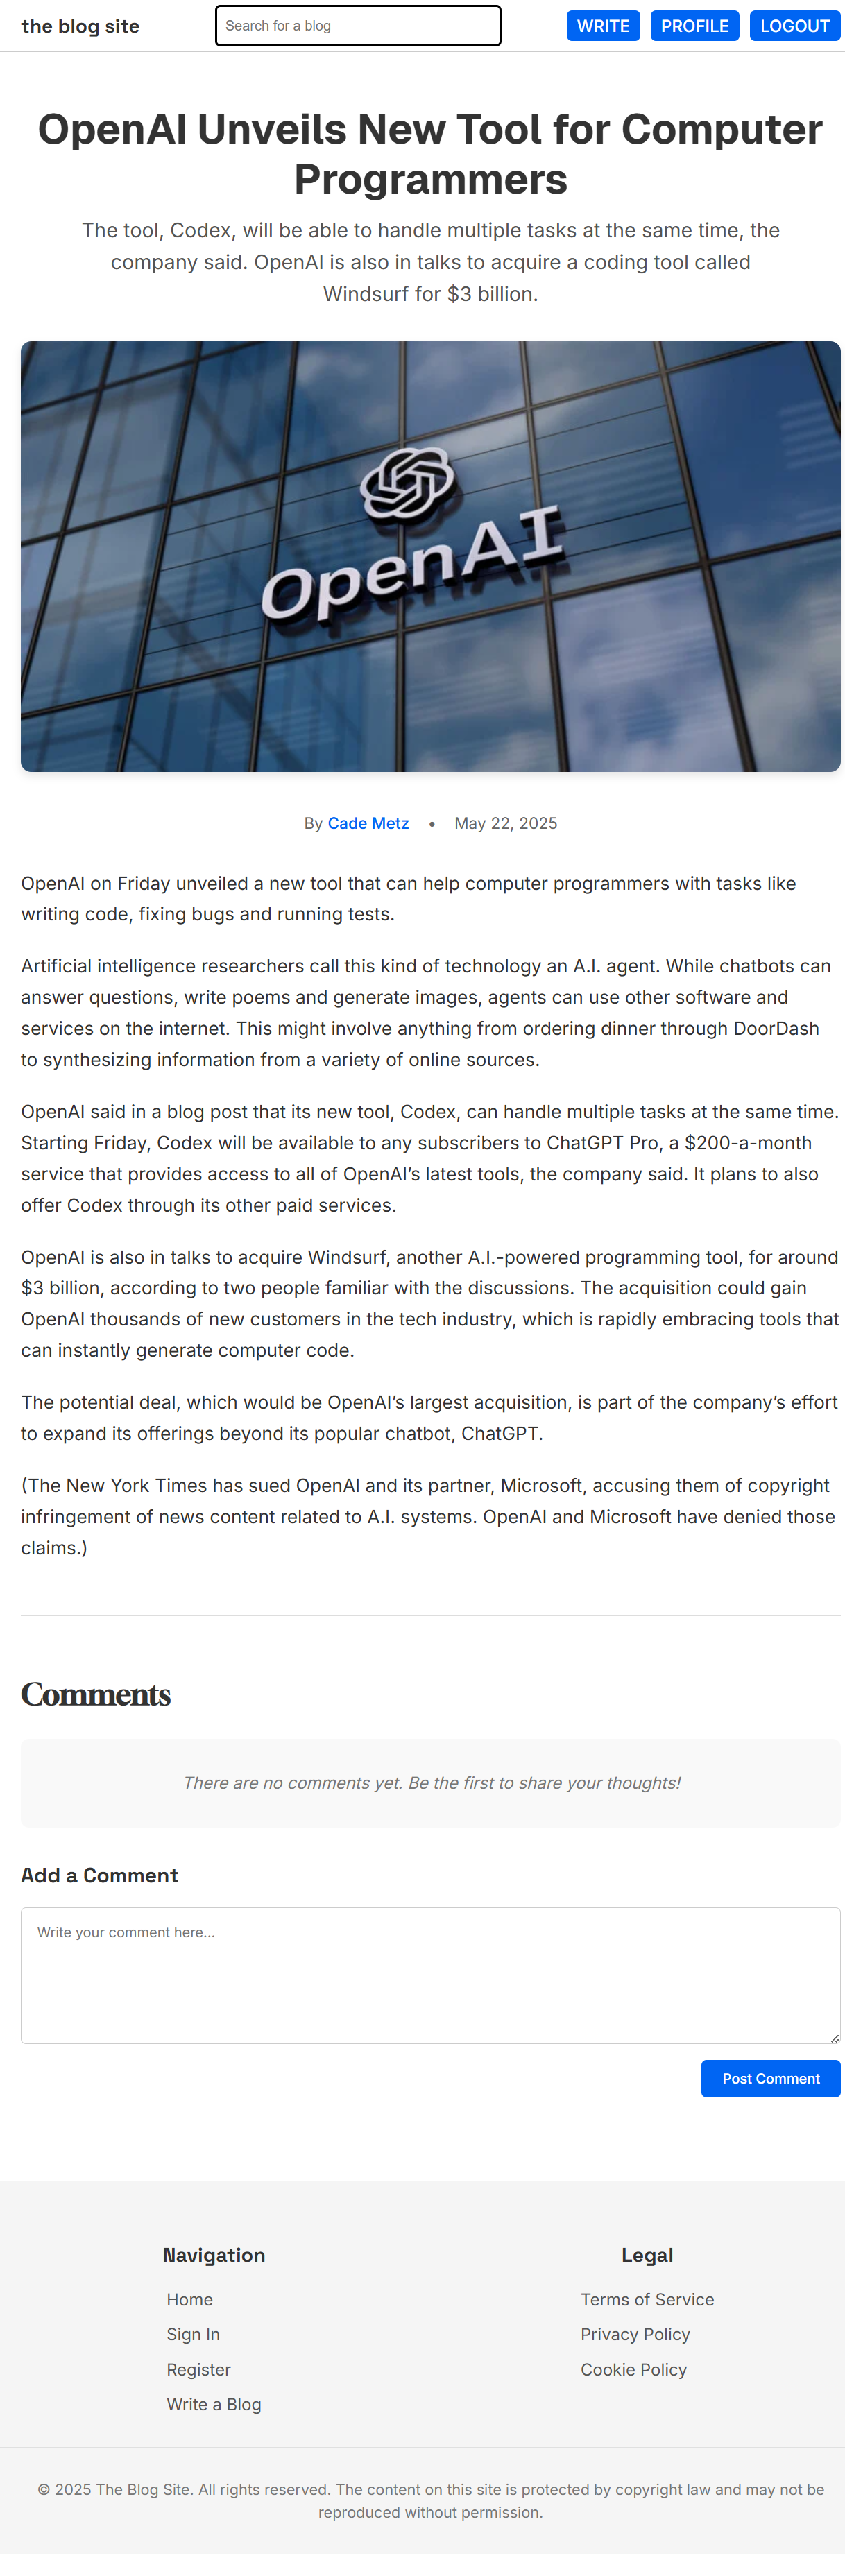 the blog site
Search for a blog
WRITE
PROFILE
LOGOUT
OpenAI Unveils New Tool for Computer
Programmers
The tool, Codex, will be able to handle multiple tasks at the same time, the
company said. OpenAI is also in talks to acquire a coding tool called
Windsurf for $3 billion.
OpenAI
By Cade Metz • May 22, 2025
OpenAI on Friday unveiled a new tool that can help computer programmers with tasks like
writing code, fixing bugs and running tests.
Artificial intelligence researchers call this kind of technology an A.I. agent. While chatbots can
answer questions, write poems and generate images, agents can use other software and
services on the internet. This might involve anything from ordering dinner through DoorDash
to synthesizing information from a variety of online sources.
OpenAI said in a blog post that its new tool, Codex, can handle multiple tasks at the same time.
Starting Friday, Codex will be available to any subscribers to ChatGPT Pro, a $200-a-month
service that provides access to all of OpenAI’s latest tools, the company said. It plans to also
offer Codex through its other paid services.
OpenAI is also in talks to acquire Windsurf, another A.I.-powered programming tool, for around
$3 billion, according to two people familiar with the discussions. The acquisition could gain
OpenAI thousands of new customers in the tech industry, which is rapidly embracing tools that
can instantly generate computer code.
The potential deal, which would be OpenAI’s largest acquisition, is part of the company’s effort
to expand its offerings beyond its popular chatbot, ChatGPT.
(The New York Times has sued OpenAI and its partner, Microsoft, accusing them of copyright
infringement of news content related to A.I. systems. OpenAI and Microsoft have denied those
claims.)
Comments
There are no comments yet. Be the first to share your thoughts!
Add a Comment
Write your comment here...
Post Comment
Navigation
Home
Sign In
Register
Write a Blog
Legal
Terms of Service
Privacy Policy
Cookie Policy
© 2025 The Blog Site. All rights reserved. The content on this site is protected by copyright law and may not be
reproduced without permission.